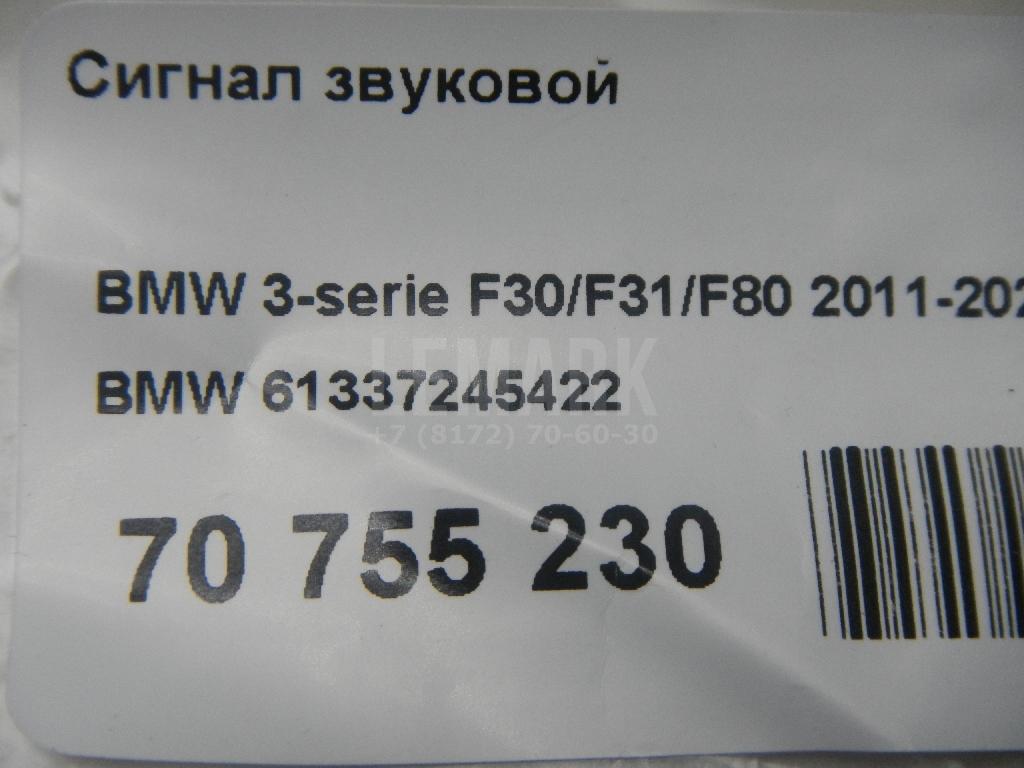 Сигнал звуковой
BMW 3-serie F30/F31/F80 2011-202
BMW 61337245422
LEMARK
+7 (8172) 70-60-30
70 755 230